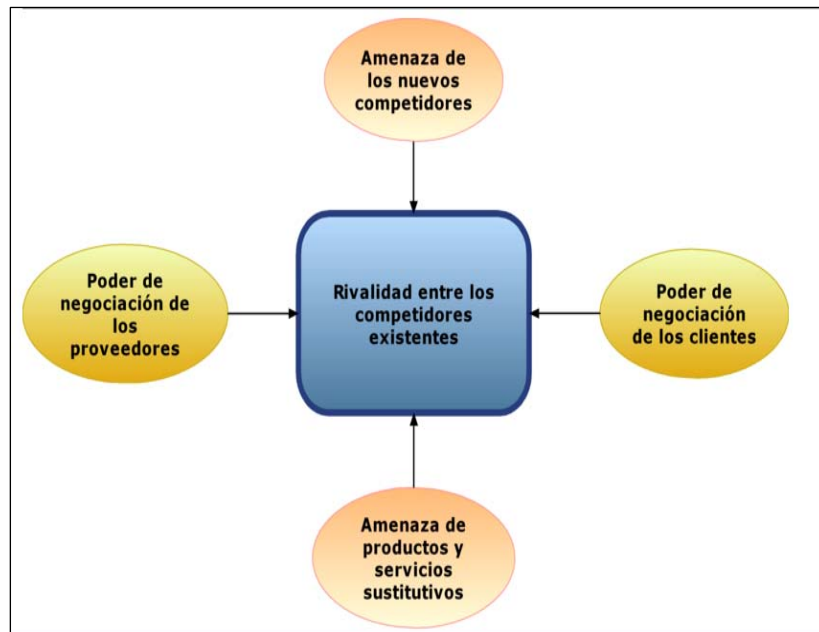 Amenaza de
los nuevos
competidores
Poder de
negociación de
los
proveedores
Rivalidad entre los
competidores
existentes
Poder de
negociación
de los clientes
Amenaza de
productos y
servicios
sustitutivos